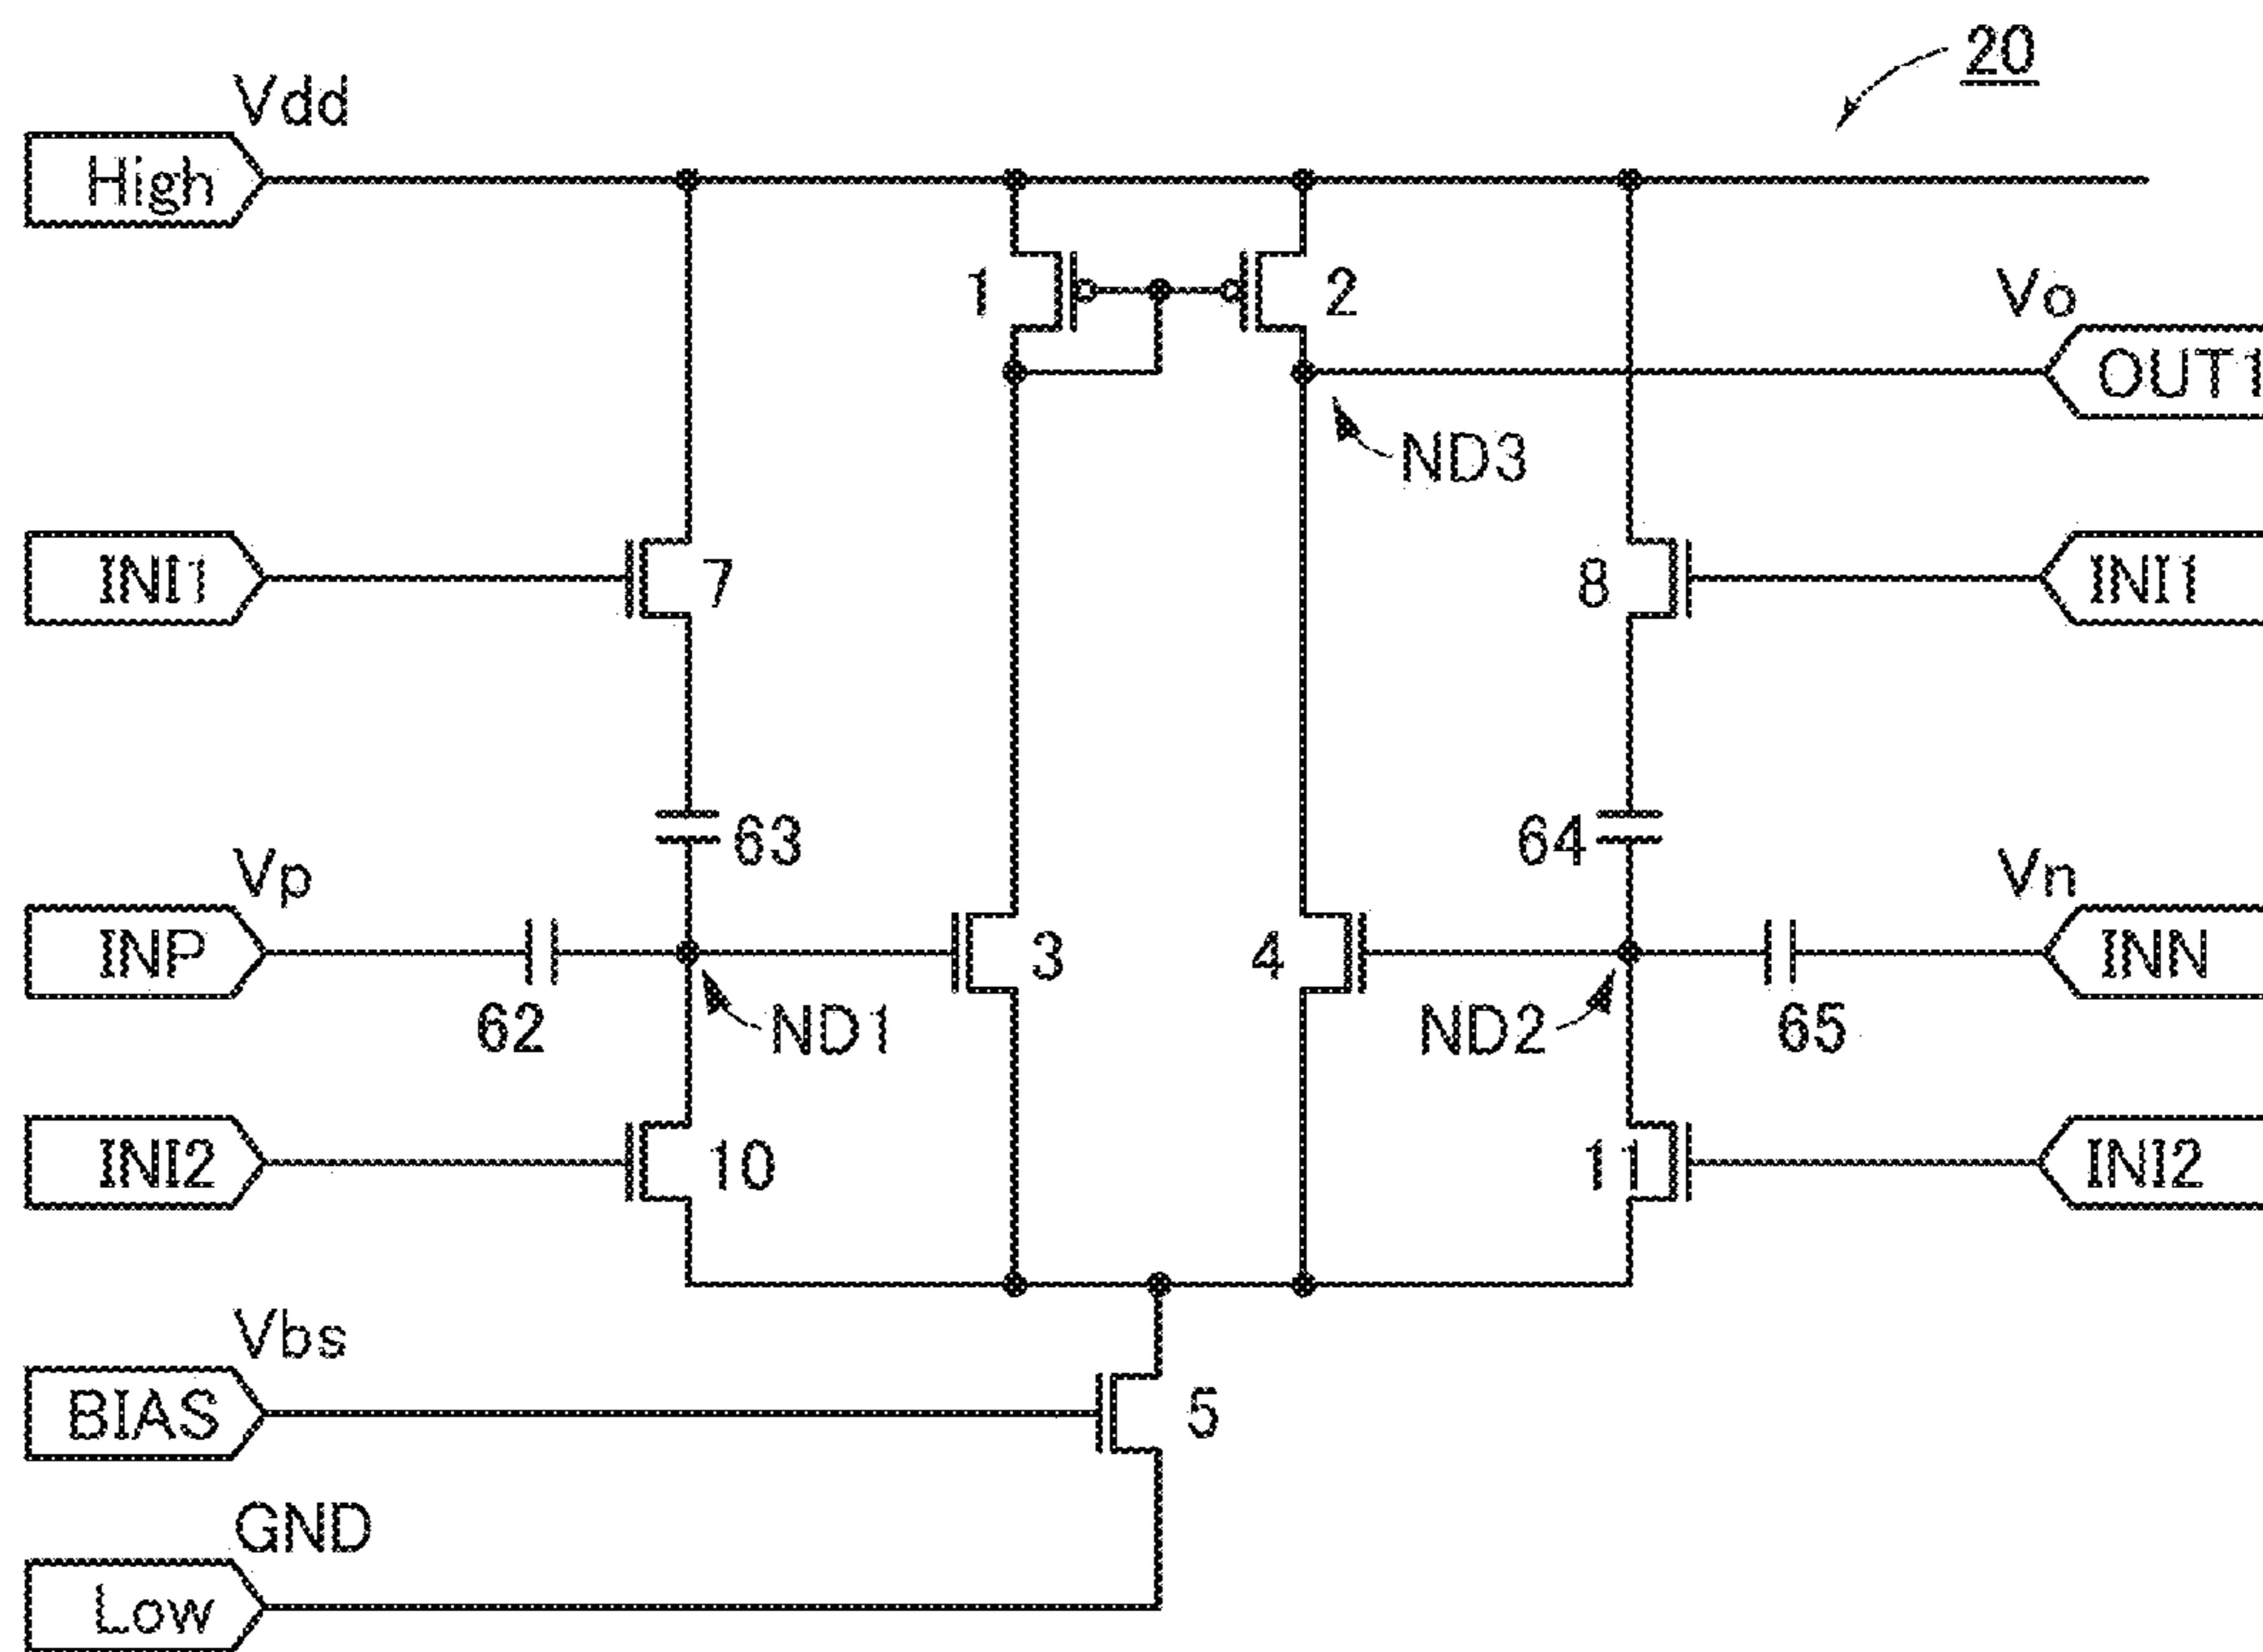 20
Vdd
High
1
2
Vo
OUT1
ND3
INI1
7
8
INI1
63
64
Vp
INP
3
4
Vn
INN
62
ND1
ND2
65
INI2
10
11
INI2
Vbs
BIAS
5
GND
Low